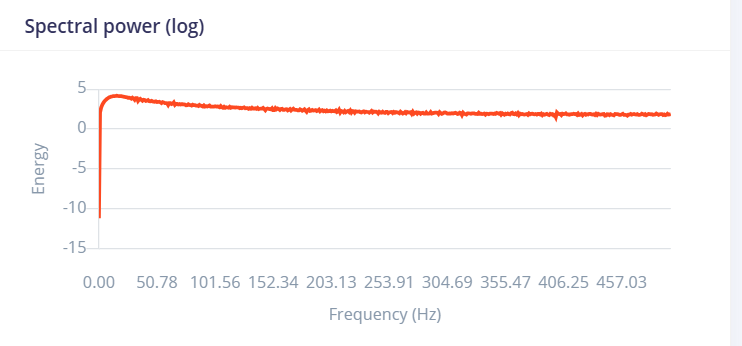 Spectral power (log)
5
0
-5
-10
-15
Energy
0.00 50.78 101.56 152.34 203.13 253.91 304.69 355.47 406.25 457.03
Frequency (Hz)